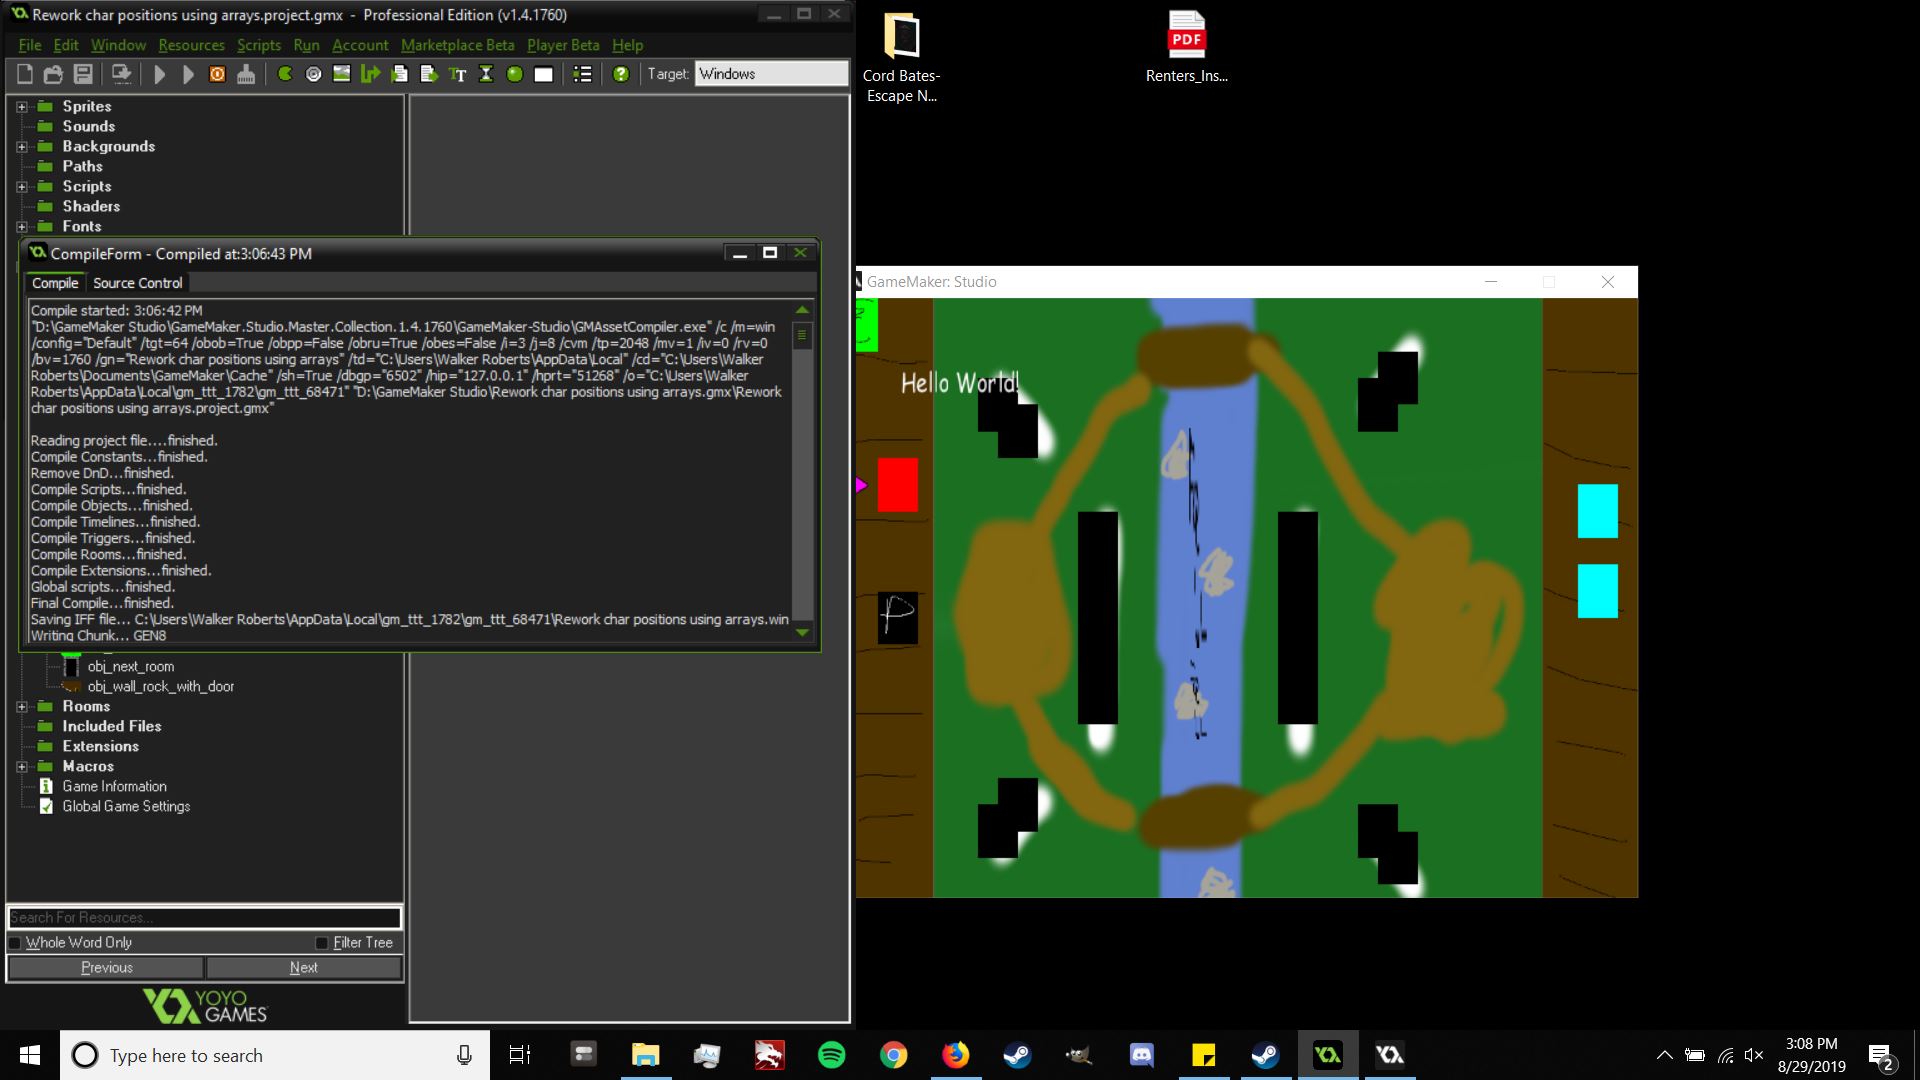 Rework char positions using arrays.project.gmx - Professional Edition (v1.4.1760)
File Edit Window Resources Scripts Run Account Marketplace Beta Player Beta Help
Target: Windows
Sprites
Sounds
Backgrounds
Paths
Scripts
Shaders
Fonts
CompileForm - Compiled at:3:06:43 PM
Compile Source Control
Compile started: 3:06:42 PM
"D:\GameMaker Studio\GameMaker.Studio.Master.Collection.1.4.1760\GameMaker-Studio\GMAssetCompiler.exe" /c /m=win
/config="Default" /tgt=64 /obob=True /obpp=False /obru=True /obes=False /i=3 /j=8 /cvm /tp=2048 /mv=1 /iv=0 /rv=0
/bv=1760 /gn="Rework char positions using arrays" /td="C:\Users\Walker Roberts\AppData\Local" /cd="C:\Users\Walker
Roberts\Documents\GameMaker\Cache" /sh=True /dbgp="6502" /hip="127.0.0.1" /hprt="51268" /o="C:\Users\Walker
Roberts\AppData\Local\gm_ttt_1782\gm_ttt_68471" "D:\GameMaker Studio\Rework char positions using arrays.gmx\Rework
char positions using arrays.project.gmx"
Reading project file....finished.
Compile Constants...finished.
Remove DnD...finished.
Compile Scripts...finished.
Compile Objects...finished.
Compile Timelines...finished.
Compile Triggers...finished.
Compile Rooms...finished.
Compile Extensions...finished.
Global scripts...finished.
Final Compile...finished.
Saving IFF file... C:\Users\Walker Roberts\AppData\Local\gm_ttt_1782\gm_ttt_68471\Rework char positions using arrays.win
Writing Chunk... GEN8
obj_next_room
obj_wall_rock_with_door
Rooms
Included Files
Extensions
Macros
Game Information
Global Game Settings
Search For Resources...
Whole Word Only Filter Tree
Previous Next
YOYO
GAMES
Cord Bates-
Escape N...
PDF
Renters_Ins...
GameMaker: Studio
Hello World!
P
Type here to search
3:08 PM
8/29/2019
2